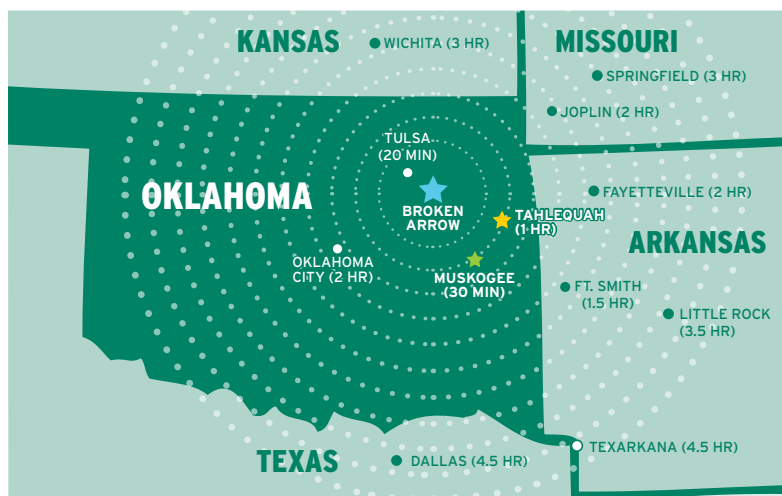 KANSAS
WICHITA (3 HR)
MISSOURI
SPRINGFIELD (3 HR)
JOPLIN (2 HR)
TULSA
(20 MIN)
OKLAHOMA
BROKEN
ARROW
TAHLEQUAH
(1 HR)
FAYETTEVILLE (2 HR)
ARKANSAS
OKLAHOMA
CITY (2 HR)
MUSKOGEE
(30 MIN)
FT. SMITH
(1.5 HR)
LITTLE ROCK
(3.5 HR)
TEXAS
DALLAS (4.5 HR)
TEXARKANA (4.5 HR)